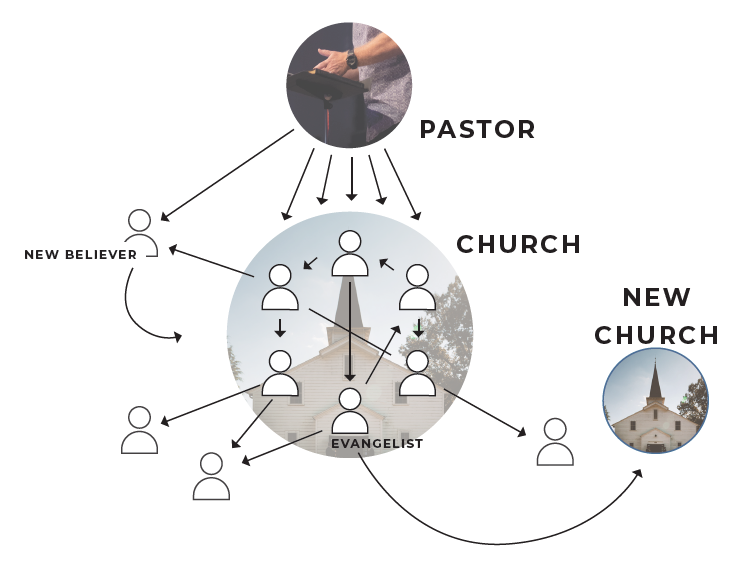 PASTOR
CHURCH
NEW BELIEVER
NEW
CHURCH
EVANGELIST